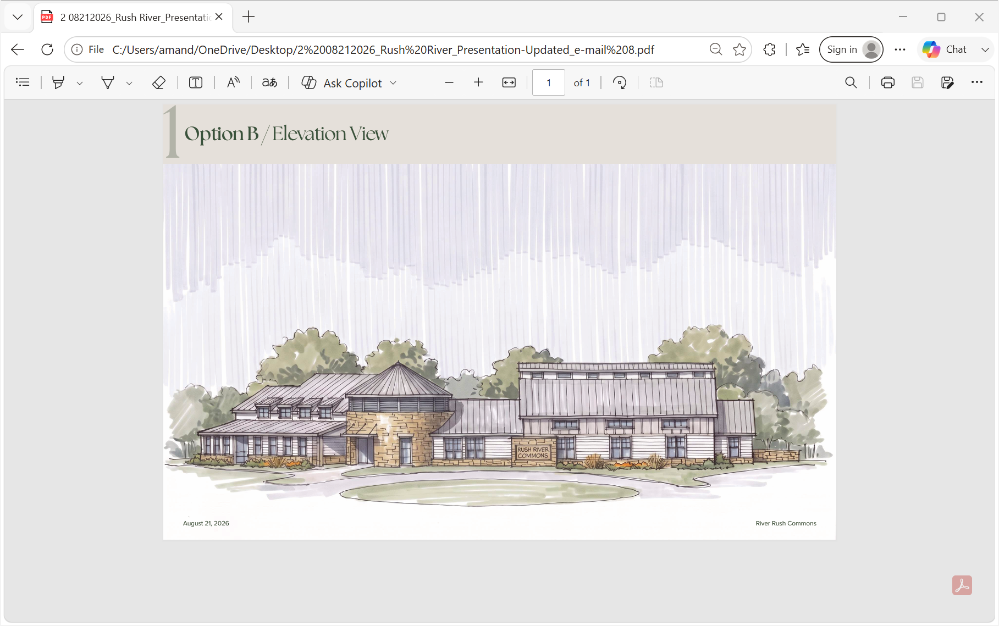 2 08212026_Rush River_Presentatio
File C:/Users/amand/OneDrive/Desktop/2%2008212026_Rush%20River_Presentation-Updated_e-mail%208.pdf
Sign in
Chat
Ask Copilot
1 of 1
1
Option B / Elevation View
RUSH RIVER
COMMONS
August 21, 2026
River Rush Commons